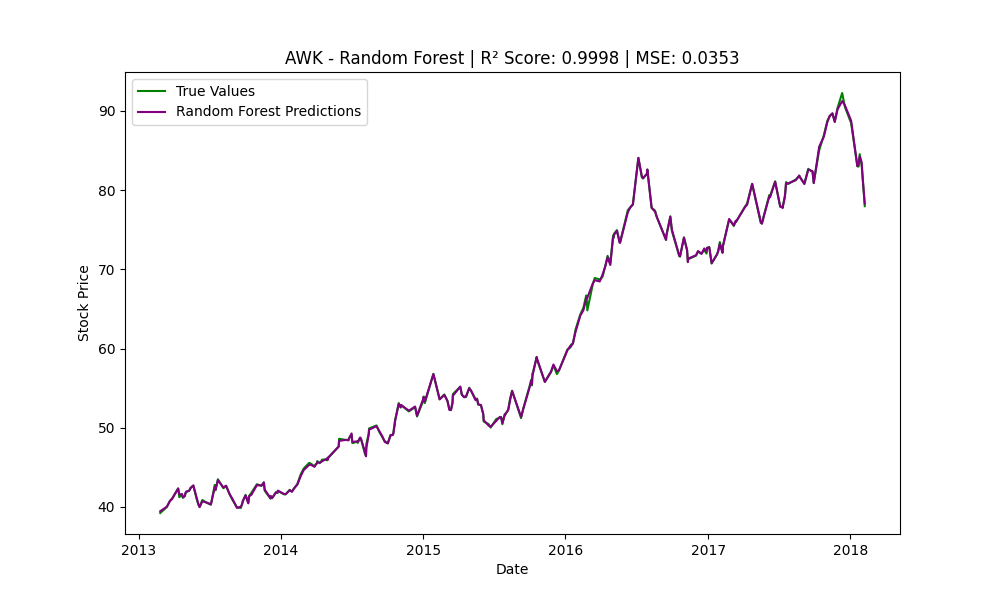 AWK - Random Forest | R² Score: 0.9998 | MSE: 0.0353
True Values
Random Forest Predictions
Stock Price
90
80
70
60
50
40
2013
2014
2015
2016
2017
2018
Date